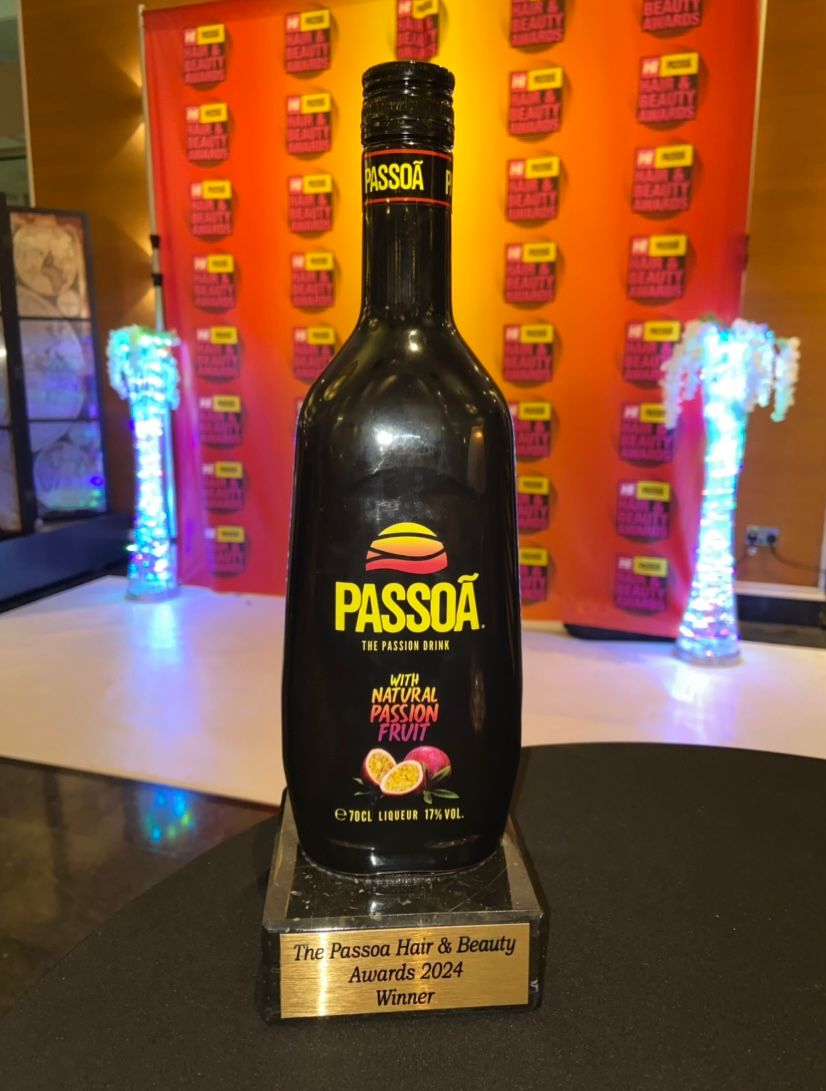 PASSOÃ
PASSOÃ
THE PASSION DRINK
WITH
NATURAL
PASSION
FRUIT
℮70CL LIQUEUR 17%VOL.
The Passoa Hair & Beauty
Awards 2024
Winner
HAIR &
BEAUTY
AWARDS